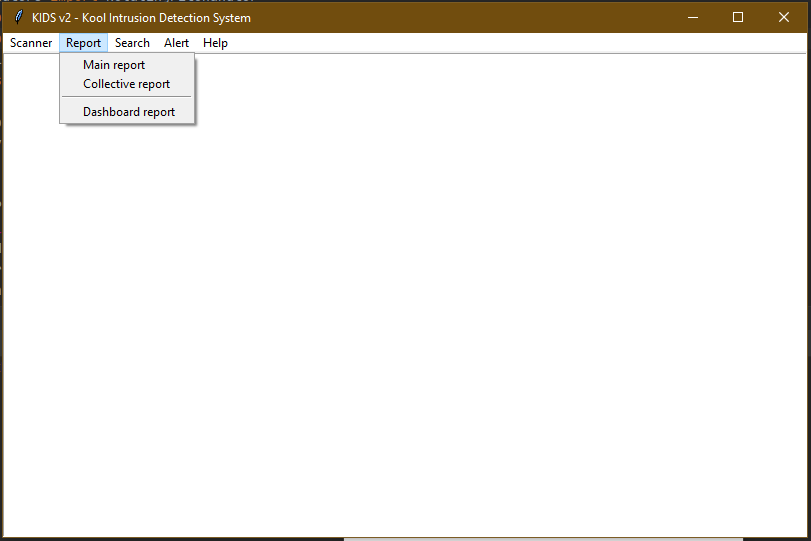 KIDS v2 - Kool Intrusion Detection System
Scanner Report Search Alert Help
Main report
Collective report
Dashboard report